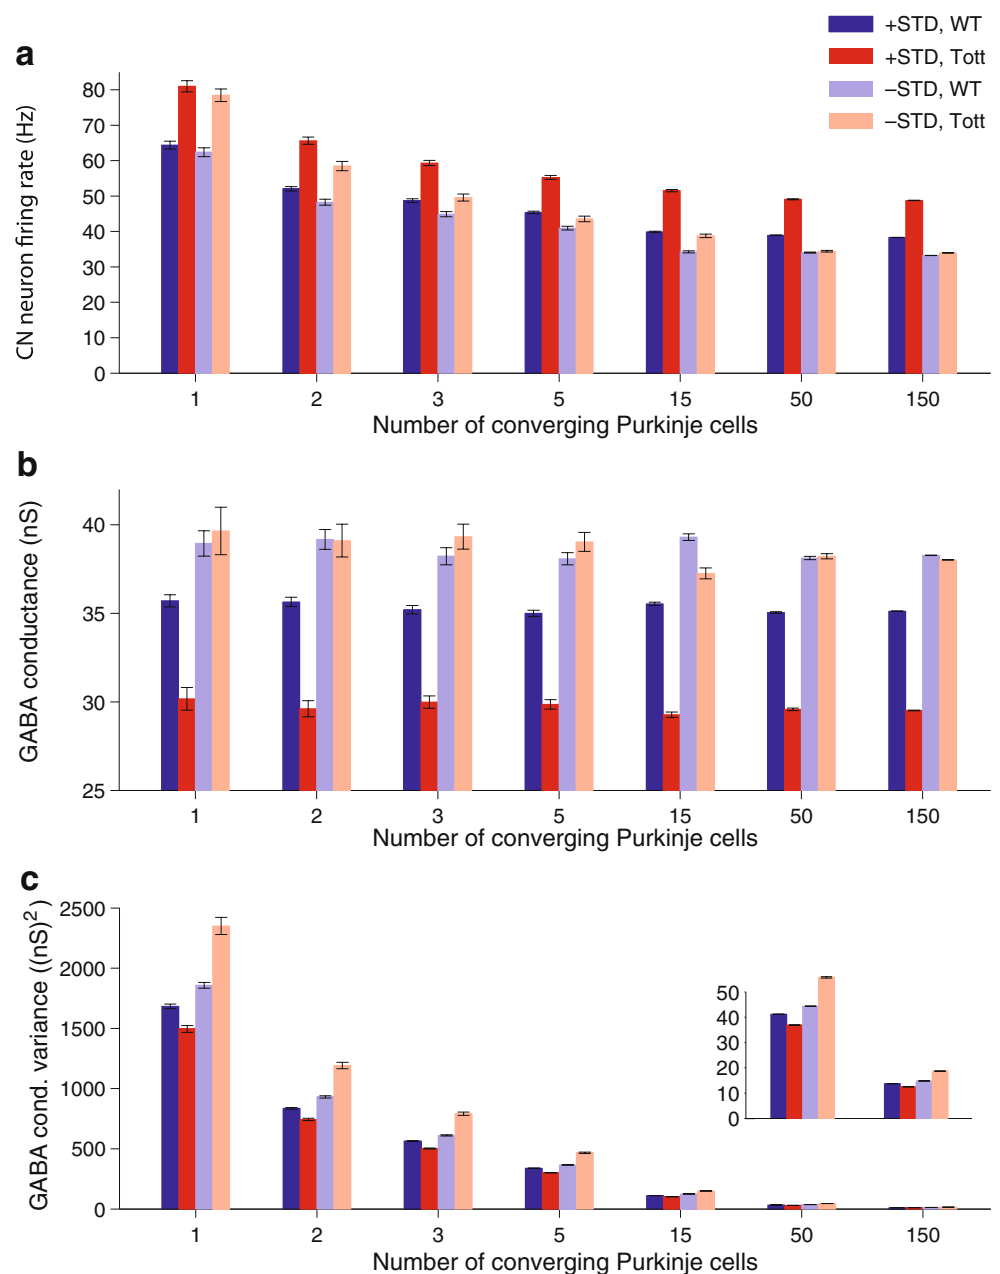 +STD, WT
+STD, Tott
–STD, WT
–STD, Tott
a
CN neuron firing rate (Hz)
80
70
60
50
40
30
20
10
0
1 2 3 5 15 50 150
Number of converging Purkinje cells
b
GABA conductance (nS)
40
35
30
25
1 2 3 5 15 50 150
Number of converging Purkinje cells
c
GABA cond. variance ((nS)²)
2500
2000
1500
1000
500
0
50
40
30
20
10
0
1 2 3 5 15 50 150
Number of converging Purkinje cells